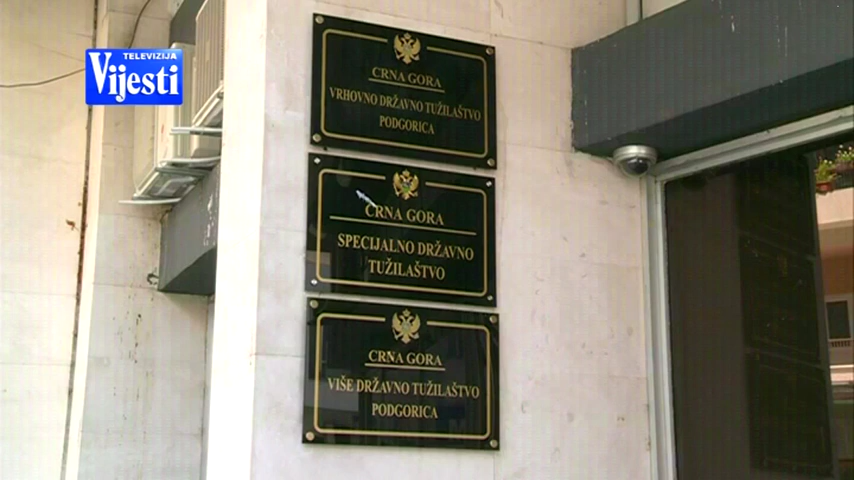 TELEVIZIJA
Vijesti
CRNA GORA
VRHOVNO DRŽAVNO TUŽILAŠTVO
PODGORICA
CRNA GORA
SPECIJALNO DRŽAVNO
TUŽILAŠTVO
CRNA GORA
VIŠE DRŽAVNO TUŽILAŠTVO
PODGORICA